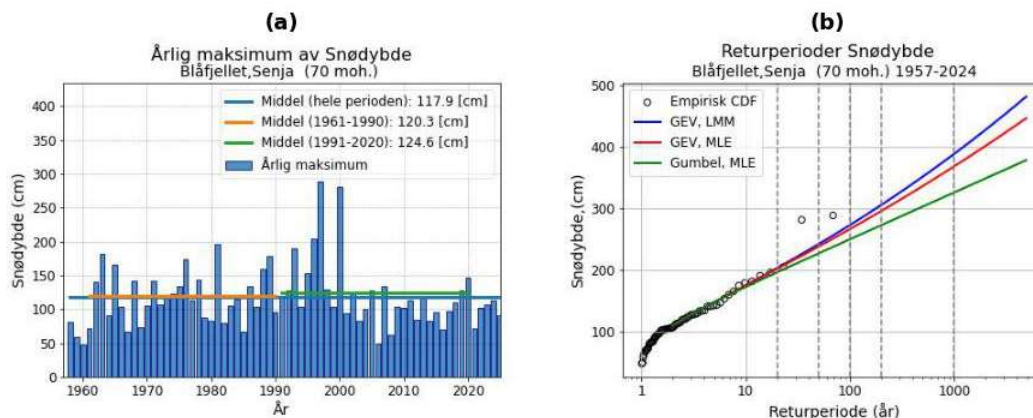 (a)
Årlig maksimum av Snødybde
Blåfjellet,Senja (70 moh.)
Middel (hele perioden): 117.9 [cm]
Middel (1961-1990): 120.3 [cm]
Middel (1991-2020): 124.6 [cm]
Årlig maksimum
Snødybde (cm)
400
350
300
250
200
150
100
50
0
1960
1970
1980
1990
2000
2010
2020
År
(b)
Returperioder Snødybde
Blåfjellet,Senja (70 moh.) 1957-2024
Empirisk CDF
GEV, LMM
GEV, MLE
Gumbel, MLE
Snødybde,(cm)
500
400
300
200
100
1
10
100
1000
Returperiode (år)